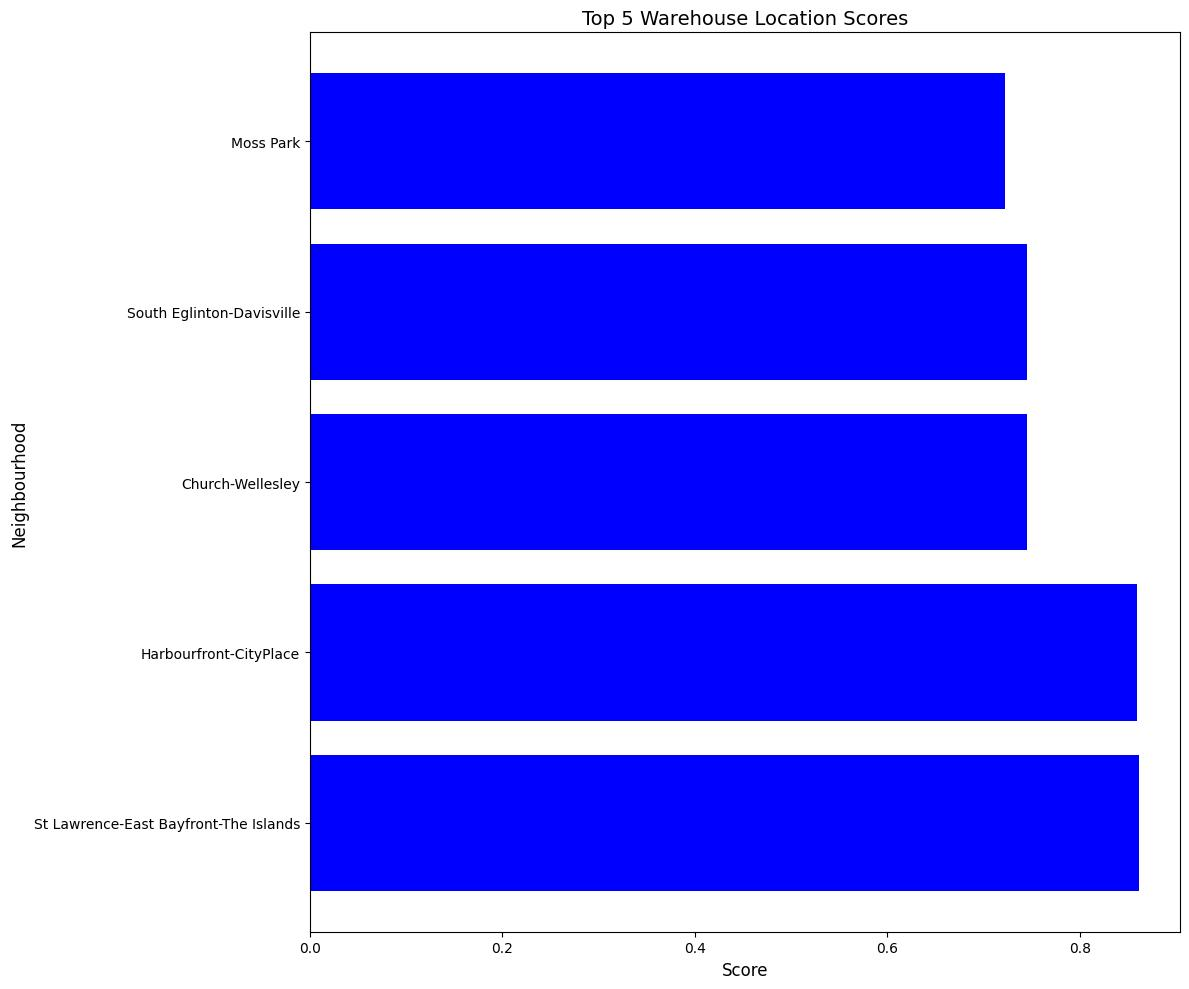 Top 5 Warehouse Location Scores
Neighbourhood
Moss Park
South Eglinton-Davisville
Church-Wellesley
Harbourfront-CityPlace
St Lawrence-East Bayfront-The Islands
0.0 0.2 0.4 0.6 0.8
Score